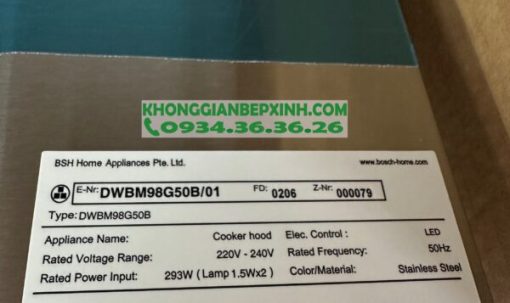 KHONGGIANBEPXINH.COM
0934.36.36.26
BSH Home Appliances Pte. Ltd. www.bosch-home.com
E-Nr: DWBM98G50B/01 FD: 0206 Z-Nr: 000079
Type: DWBM98G50B
Appliance Name: Cooker hood Elec. Control : LED
Rated Voltage Range: 220V - 240V Rated Frequency: 50Hz
Rated Power Input: 293W ( Lamp 1.5Wx2 ) Color/Material: Stainless Steel